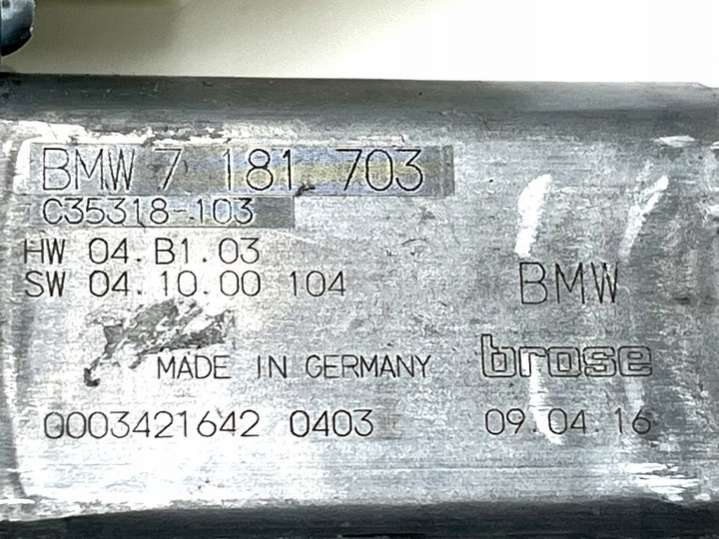 BMW 7 181 703
C35318-103
HW 04.B1.03
SW 04.10.00 104
BMW
MADE IN GERMANY
brose
0003421642 0403
09.04.16